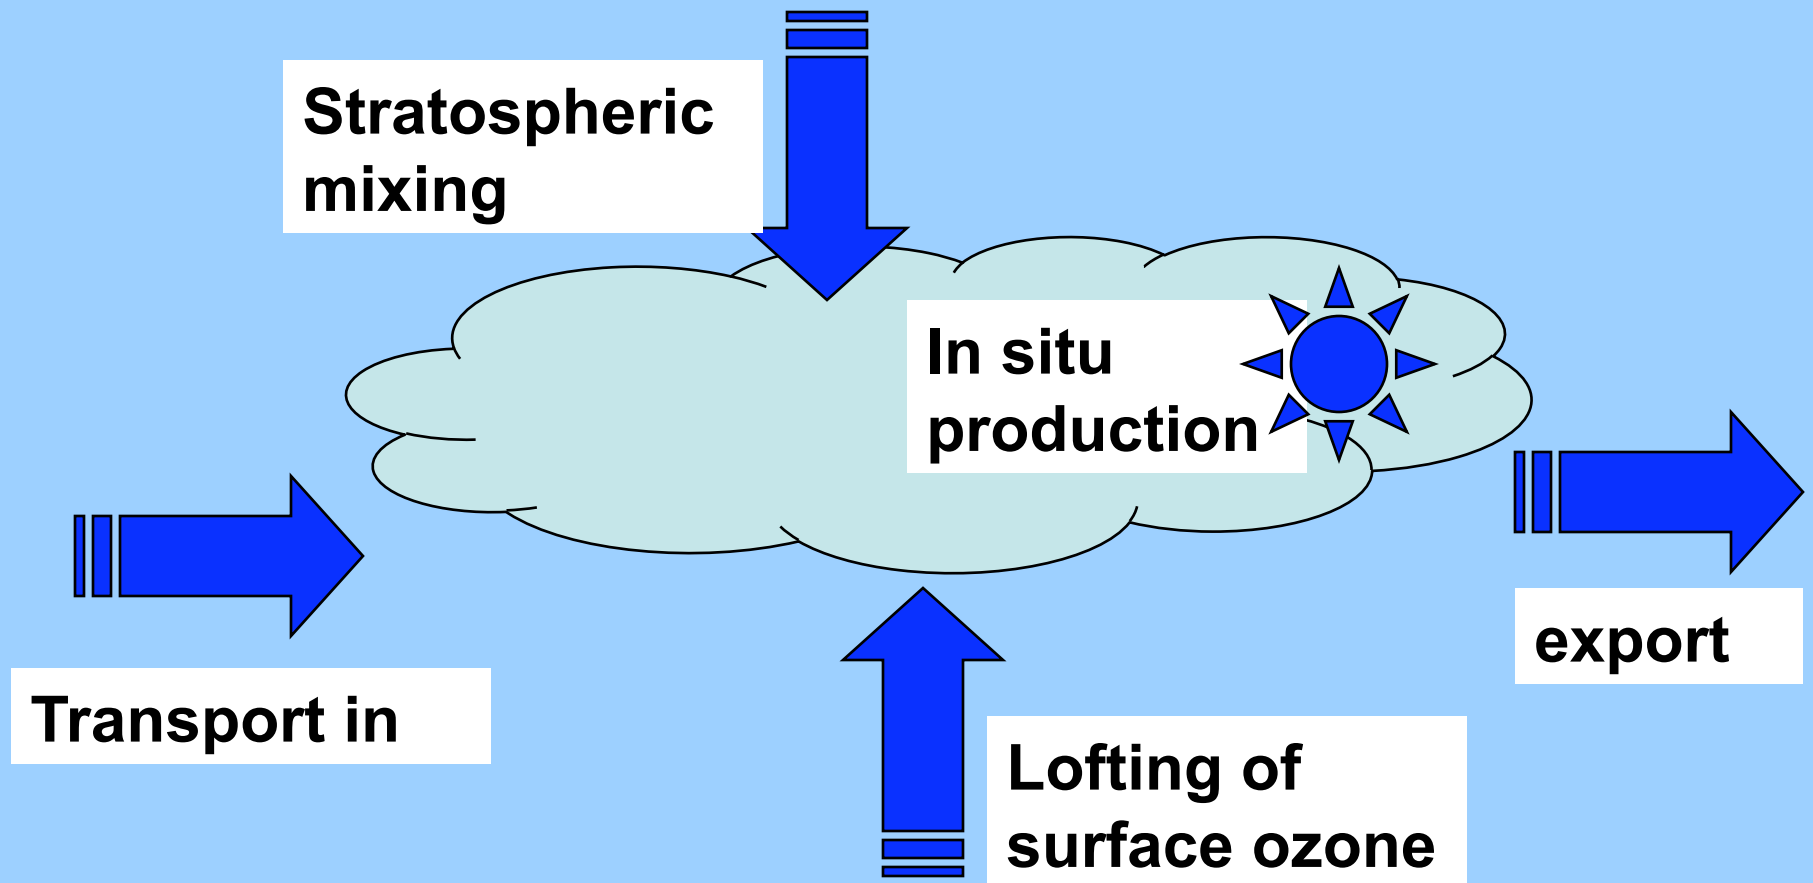 Stratospheric
mixing
In situ
production
Transport in
export
Lofting of
surface ozone